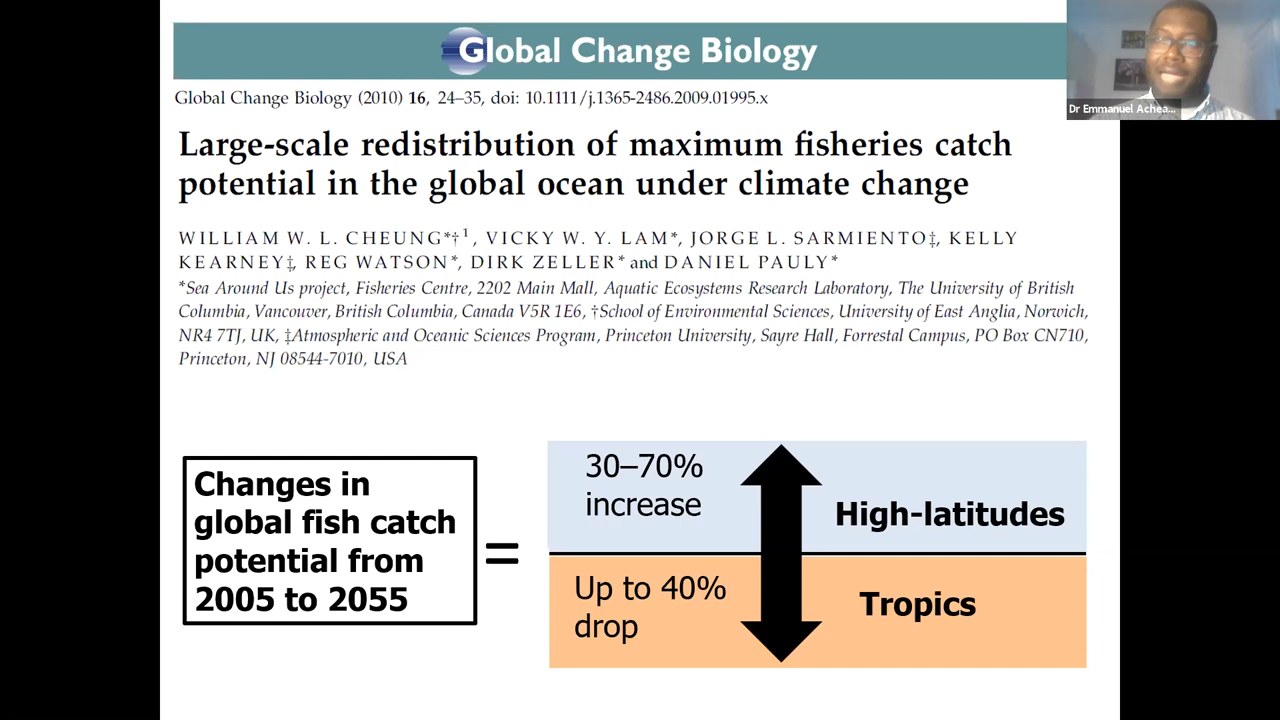 Global Change Biology
Global Change Biology (2010) 16, 24–35, doi: 10.1111/j.1365-2486.2009.01995.x
Large-scale redistribution of maximum fisheries catch
potential in the global ocean under climate change
WILLIAM W. L. CHEUNG*†¹, VICKY W. Y. LAM*, JORGE L. SARMIENTO‡, KELLY
KEARNEY‡, REG WATSON*, DIRK ZELLER* and DANIEL PAULY*
*Sea Around Us project, Fisheries Centre, 2202 Main Mall, Aquatic Ecosystems Research Laboratory, The University of British
Columbia, Vancouver, British Columbia, Canada V5R 1E6, †School of Environmental Sciences, University of East Anglia, Norwich,
NR4 7TJ, UK, ‡Atmospheric and Oceanic Sciences Program, Princeton University, Sayre Hall, Forrestal Campus, PO Box CN710,
Princeton, NJ 08544-7010, USA
Changes in
global fish catch
potential from
2005 to 2055
=
30–70%
increase
High-latitudes
Up to 40%
drop
Tropics
Dr Emmanuel Achea...